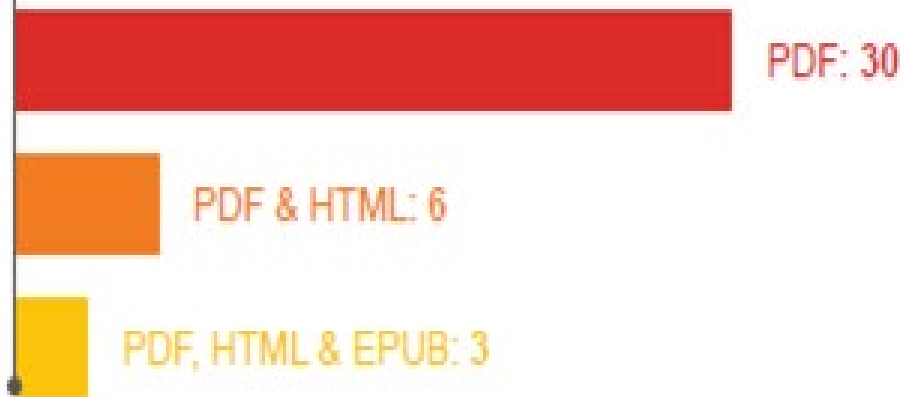 PDF: 30
PDF & HTML: 6
PDF, HTML & EPUB: 3